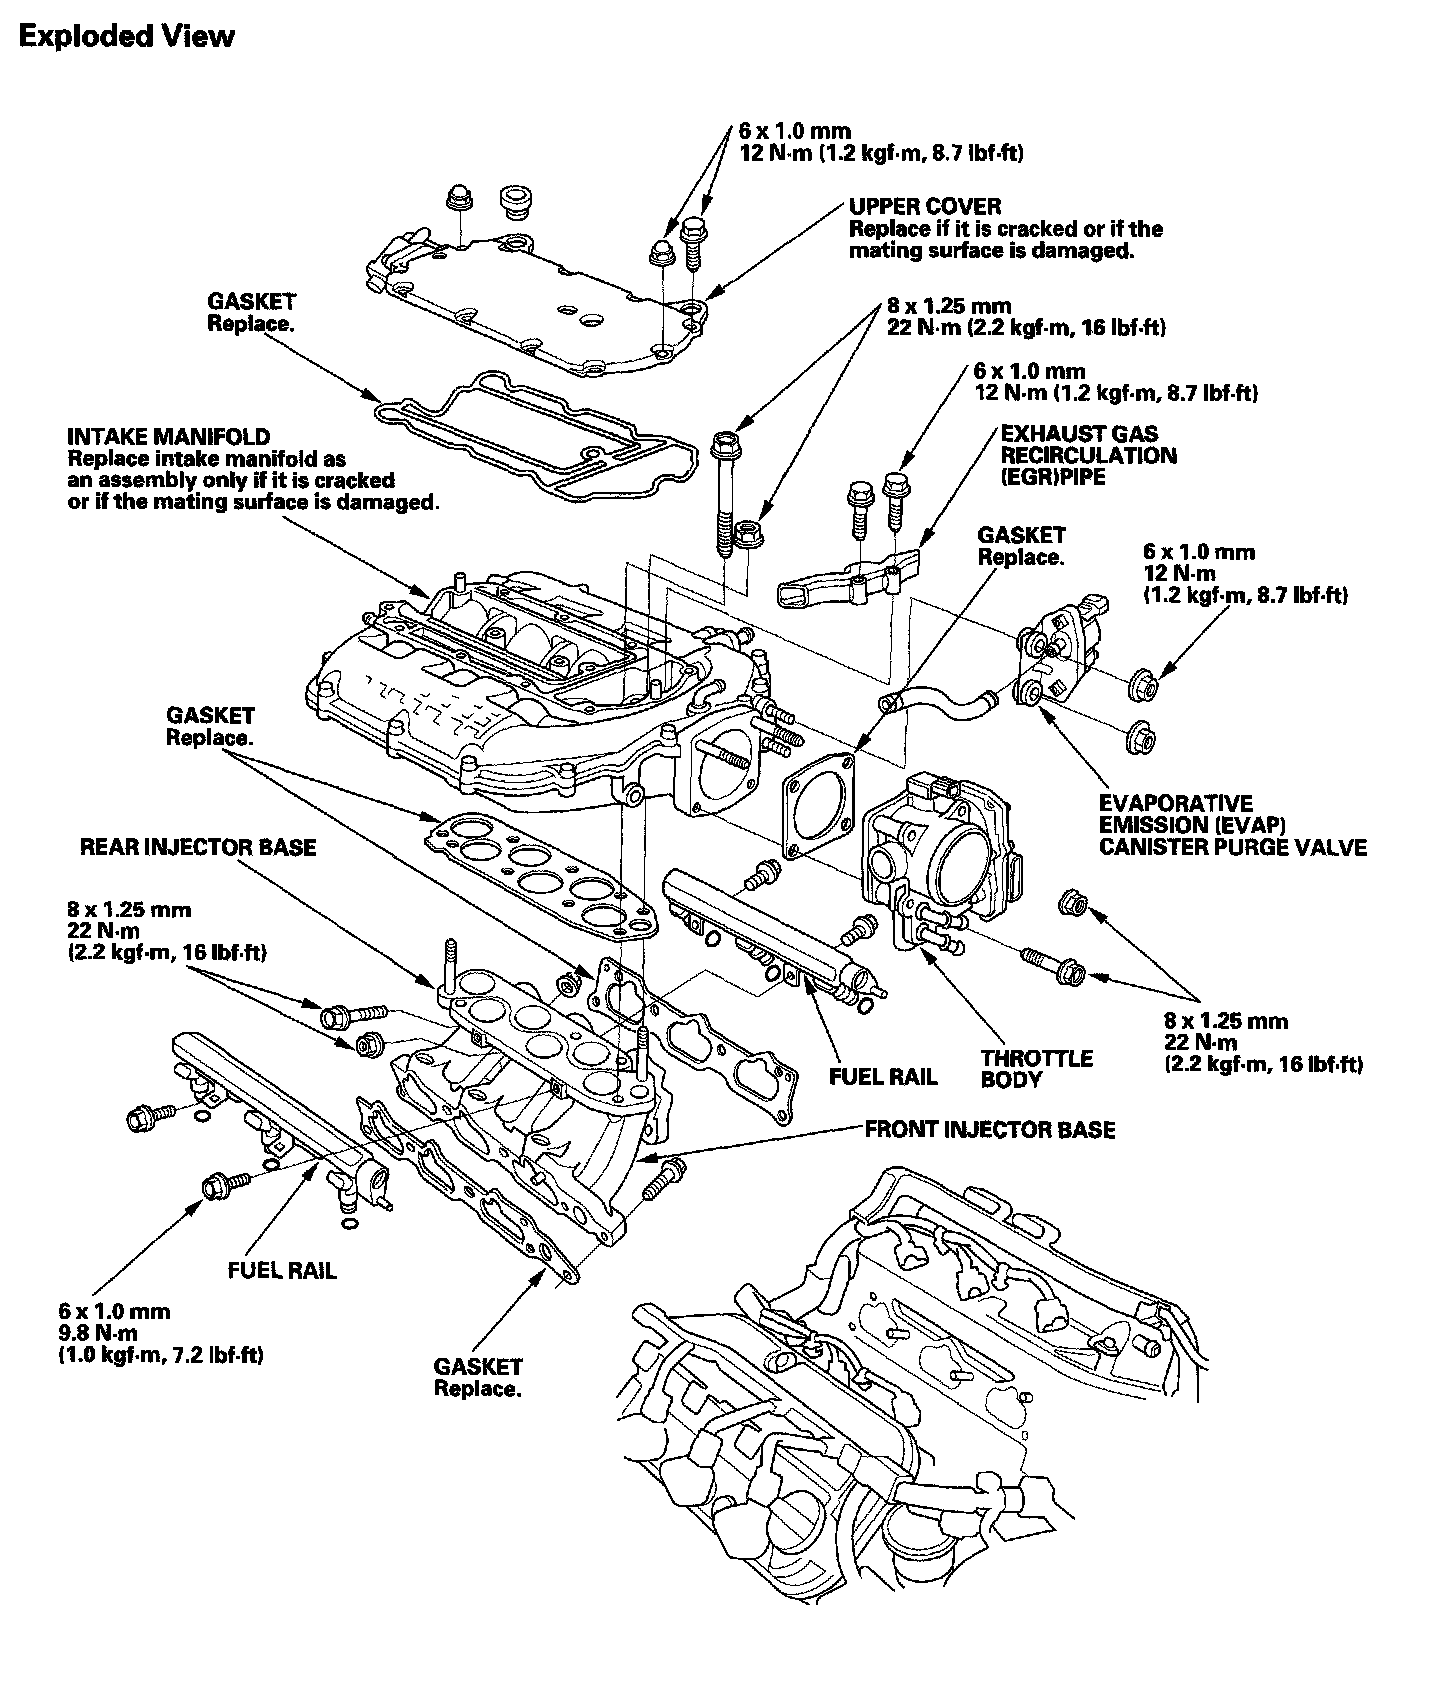 Exploded View
6 x 1.0 mm
12 N·m (1.2 kgf·m, 8.7 lbf·ft)
UPPER COVER
Replace if it is cracked or if the
mating surface is damaged.
GASKET
Replace.
8 x 1.25 mm
22 N·m (2.2 kgf·m, 16 lbf·ft)
6 x 1.0 mm
12 N·m (1.2 kgf·m, 8.7 lbf·ft)
INTAKE MANIFOLD
Replace intake manifold as
an assembly only if it is cracked
or if the mating surface is damaged.
EXHAUST GAS
RECIRCULATION
(EGR)PIPE
GASKET
Replace.
6 x 1.0 mm
12 N·m
(1.2 kgf·m, 8.7 lbf·ft)
GASKET
Replace.
EVAPORATIVE
EMISSION (EVAP)
CANISTER PURGE VALVE
REAR INJECTOR BASE
8 x 1.25 mm
22 N·m
(2.2 kgf·m, 16 lbf·ft)
8 x 1.25 mm
22 N·m
(2.2 kgf·m, 16 lbf·ft)
THROTTLE
BODY
FUEL RAIL
FRONT INJECTOR BASE
FUEL RAIL
6 x 1.0 mm
9.8 N·m
(1.0 kgf·m, 7.2 lbf·ft)
GASKET
Replace.